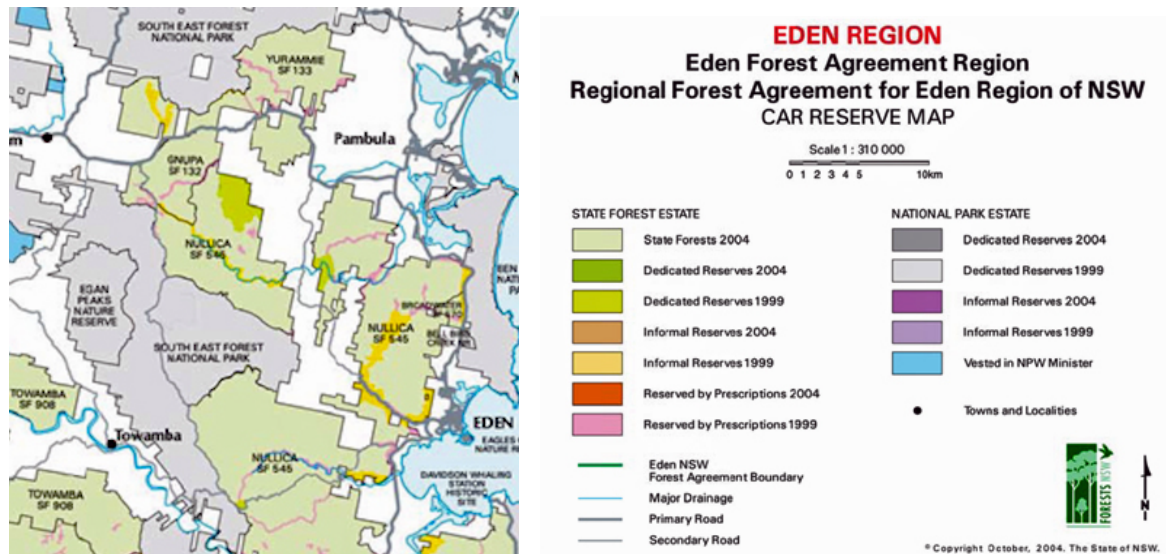 SOUTH EAST FOREST
NATIONAL PARK
YURAMMIE
SF 133
Pambula
GNUPA
SF 132
NULLICA
SF 546
EGAN
PEAKS
NATURE
RESERVE
BROADWATER
NULLICA
SF 545
SOUTH EAST FOREST
NATIONAL PARK
TOWAMBA
SF 908
Towamba
EDEN
EAGLES
NATURE R
NULLICA
SF 545
DAVIDSON WHALING
STATION
HISTORIC
SITE
TOWAMBA
SF 908
EDEN REGION
Eden Forest Agreement Region
Regional Forest Agreement for Eden Region of NSW
CAR RESERVE MAP
Scale 1 : 310 000
0 1 2 3 4 5 10km
STATE FOREST ESTATE
State Forests 2004
Dedicated Reserves 2004
Dedicated Reserves 1999
Informal Reserves 2004
Informal Reserves 1999
Reserved by Prescriptions 2004
Reserved by Prescriptions 1999
Eden NSW
Forest Agreement Boundary
Major Drainage
Primary Road
Secondary Road
NATIONAL PARK ESTATE
Dedicated Reserves 2004
Dedicated Reserves 1999
Informal Reserves 2004
Informal Reserves 1999
Vested in NPW Minister
Towns and Localities
FORESTS NSW
N
© Copyright October, 2004. The State of NSW.